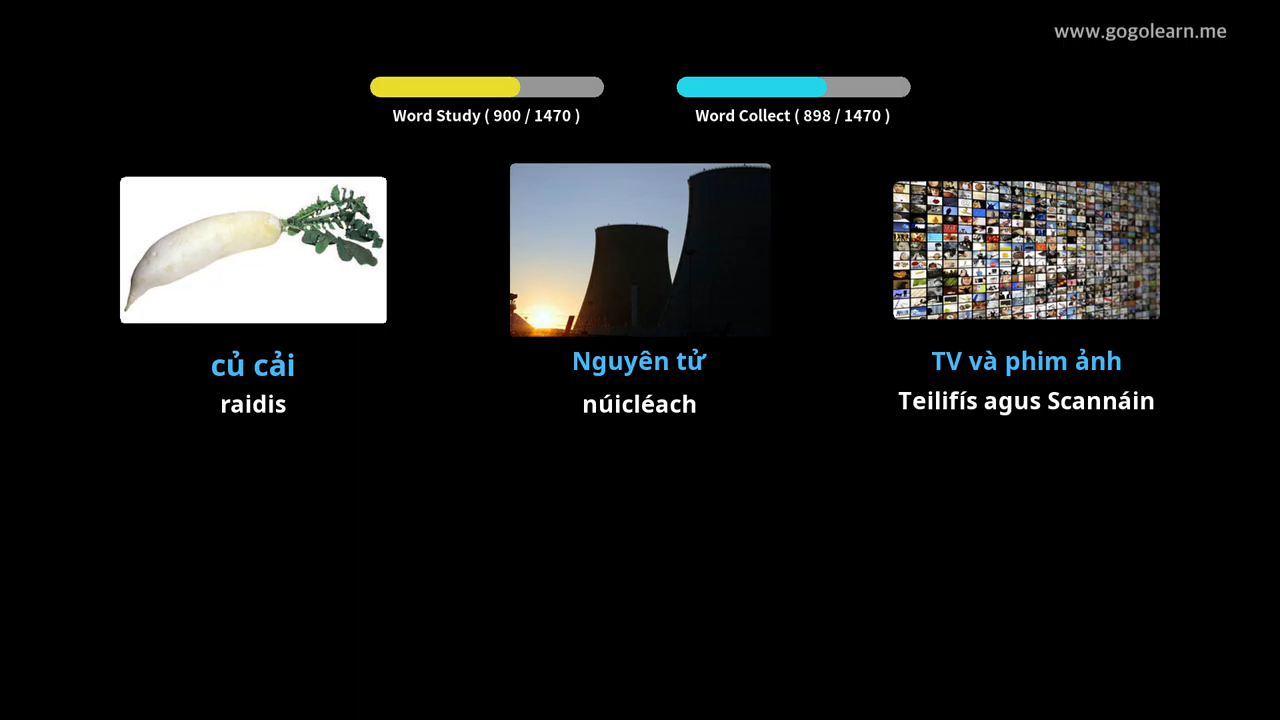 www.gogolearn.me
Word Study ( 900 / 1470 )
Word Collect ( 898 / 1470 )
củ cải
raidis
Nguyên tử
núicléach
TV và phim ảnh
Teilifís agus Scannáin